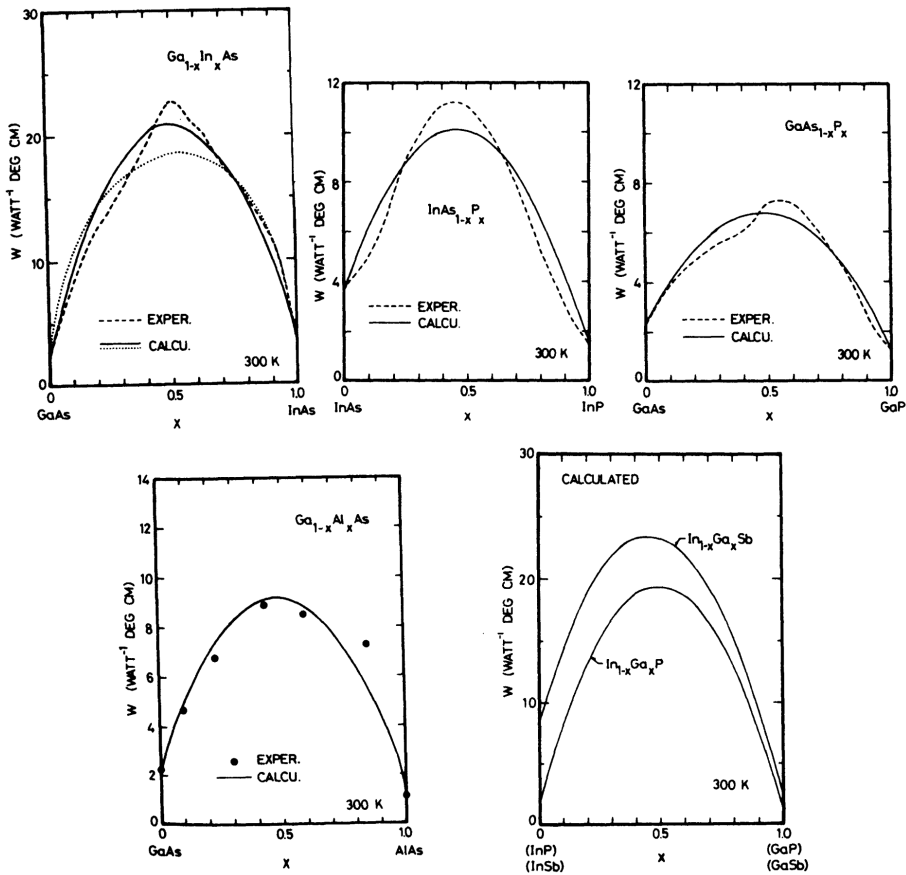 30
20
10
0
W (WATT⁻¹ DEG CM)
Ga₁₋ₓInₓAs
EXPER.
CALCU.
300 K
0 0.5 1.0
GaAs X InAs
12
8
4
0
W (WATT⁻¹ DEG CM)
InAs₁₋ₓPₓ
EXPER.
CALCU.
300 K
0 0.5 1.0
InAs X InP
12
8
4
0
W (WATT⁻¹ DEG CM)
GaAs₁₋ₓPₓ
EXPER.
CALCU.
300 K
0 0.5 1.0
GaAs X GaP
14
12
10
8
6
4
2
0
W (WATT⁻¹ DEG CM)
Ga₁₋ₓAlₓAs
EXPER.
CALCU.
300 K
0 0.5 1.0
GaAs X AlAs
30
20
10
0
W (WATT⁻¹ DEG CM)
CALCULATED
In₁₋ₓGaₓSb
In₁₋ₓGaₓP
300 K
0 0.5 1.0
(InP) X (GaP)
(InSb) (GaSb)